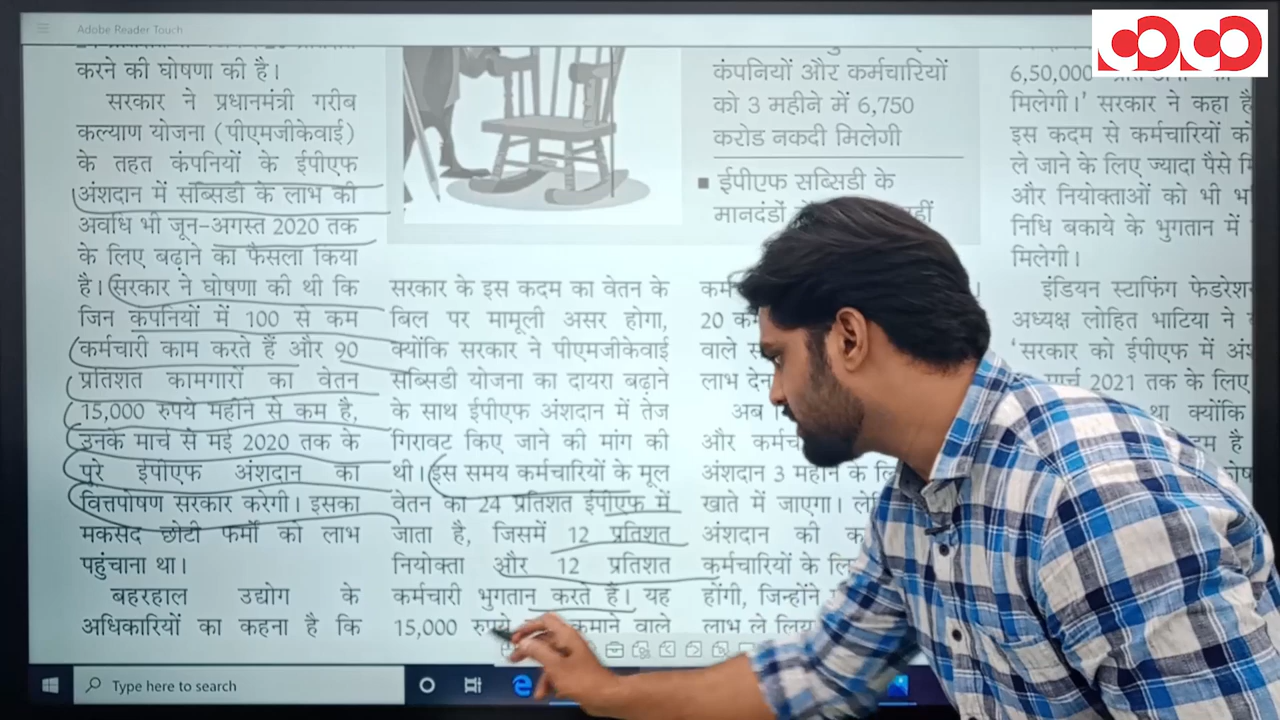 Adobe Reader Touch
करने की घोषणा की है।
सरकार ने प्रधानमंत्री गरीब
कल्याण योजना (पीएमजीकेवाई)
के तहत कंपनियों के ईपीएफ
अंशदान में सब्सिडी के लाभ की
अवधि भी जून-अगस्त 2020 तक
के लिए बढ़ाने का फैसला किया
है। सरकार ने घोषणा की थी कि
जिन कंपनियों में 100 से कम
कर्मचारी काम करते हैं और 90
प्रतिशत कामगारों का वेतन
15,000 रुपये महीने से कम है,
उनके मार्च से मई 2020 तक के
पूरे ईपीएफ अंशदान का
वित्तपोषण सरकार करेगी। इसका
मकसद छोटी फर्मों को लाभ
पहुंचाना था।
बहरहाल उद्योग के
अधिकारियों का कहना है कि
सरकार के इस कदम का वेतन के
बिल पर मामूली असर होगा,
क्योंकि सरकार ने पीएमजीकेवाई
सब्सिडी योजना का दायरा बढ़ाने
के साथ ईपीएफ अंशदान में तेज
गिरावट किए जाने की मांग की
थी। इस समय कर्मचारियों के मूल
वेतन का 24 प्रतिशत ईपीएफ में
जाता है, जिसमें 12 प्रतिशत
नियोक्ता और 12 प्रतिशत
कर्मचारी भुगतान करते हैं। यह
15,000 रुपये कमाने वाले
कंपनियों और कर्मचारियों
को 3 महीने में 6,750
करोड नकदी मिलेगी
ईपीएफ सब्सिडी के
मानदंडों
20
वाले
लाभ
अब
और
अंशदान 3 महीने के
खाते में जाएगा।
अंशदान की
कर्मचारियों के
होंगी, जिन्होंने
लाभ ले
6,50,000
मिलेगी।' सरकार ने कहा
इस कदम से कर्मचारियों
ले जाने के लिए ज्यादा पैसे
और नियोक्ताओं को भी
निधि बकाये के भुगतान में
मिलेगी।
इंडियन स्टाफिंग
अध्यक्ष लोहित भाटिया ने
'सरकार को ईपीएफ में
मार्च 2021 तक के लिए
था क्योंकि
है
Type here to search